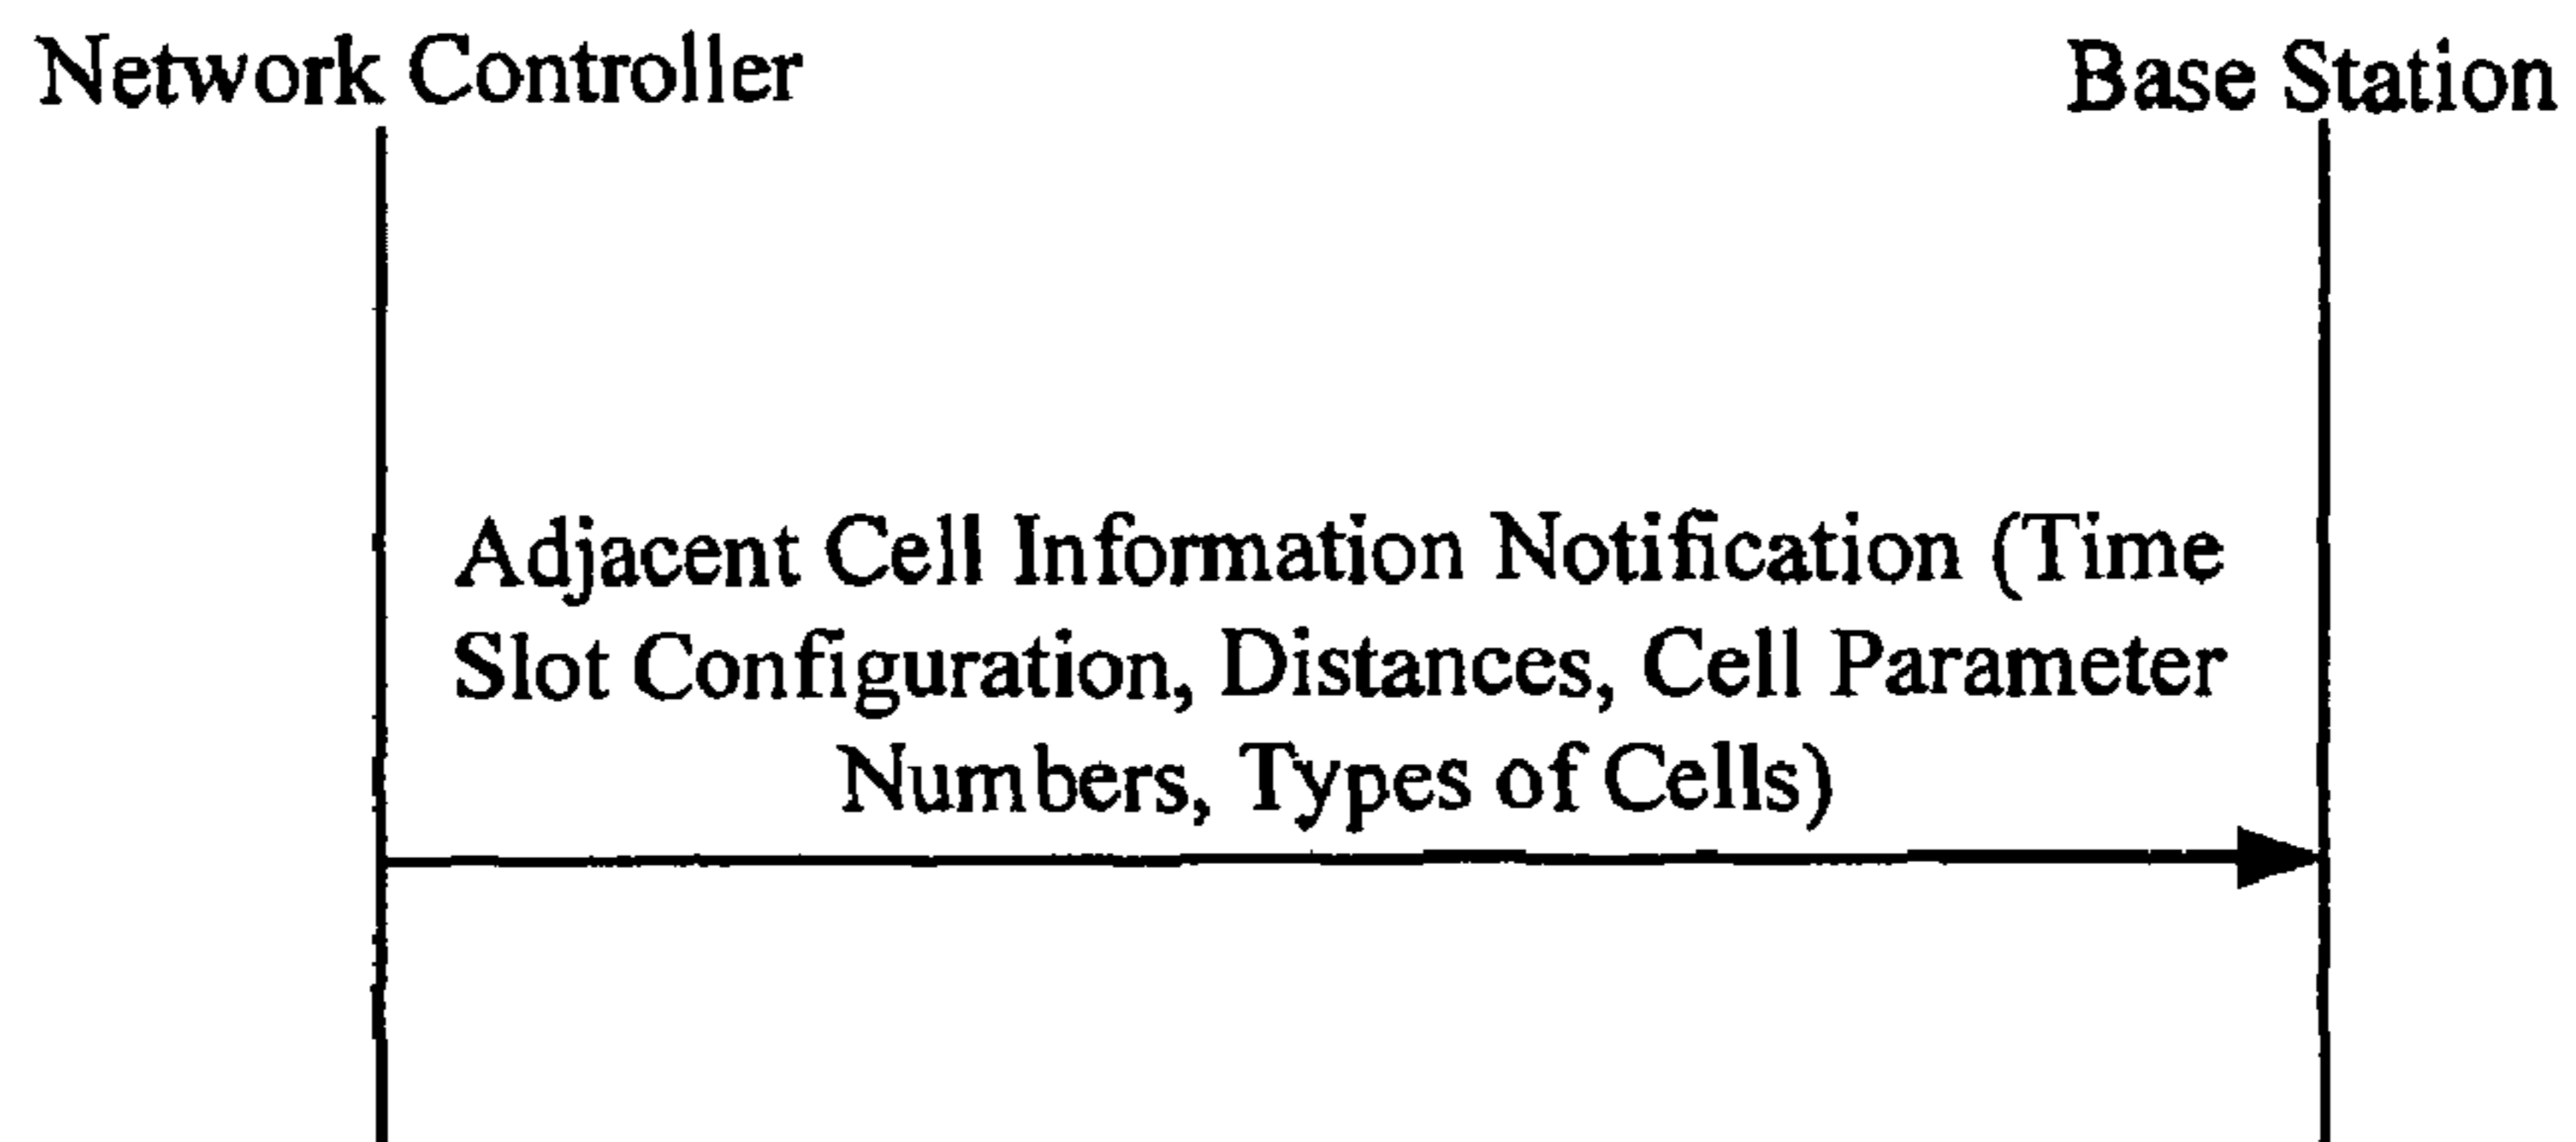 Network Controller Base Station
Adjacent Cell Information Notification (Time
Slot Configuration, Distances, Cell Parameter
Numbers, Types of Cells)